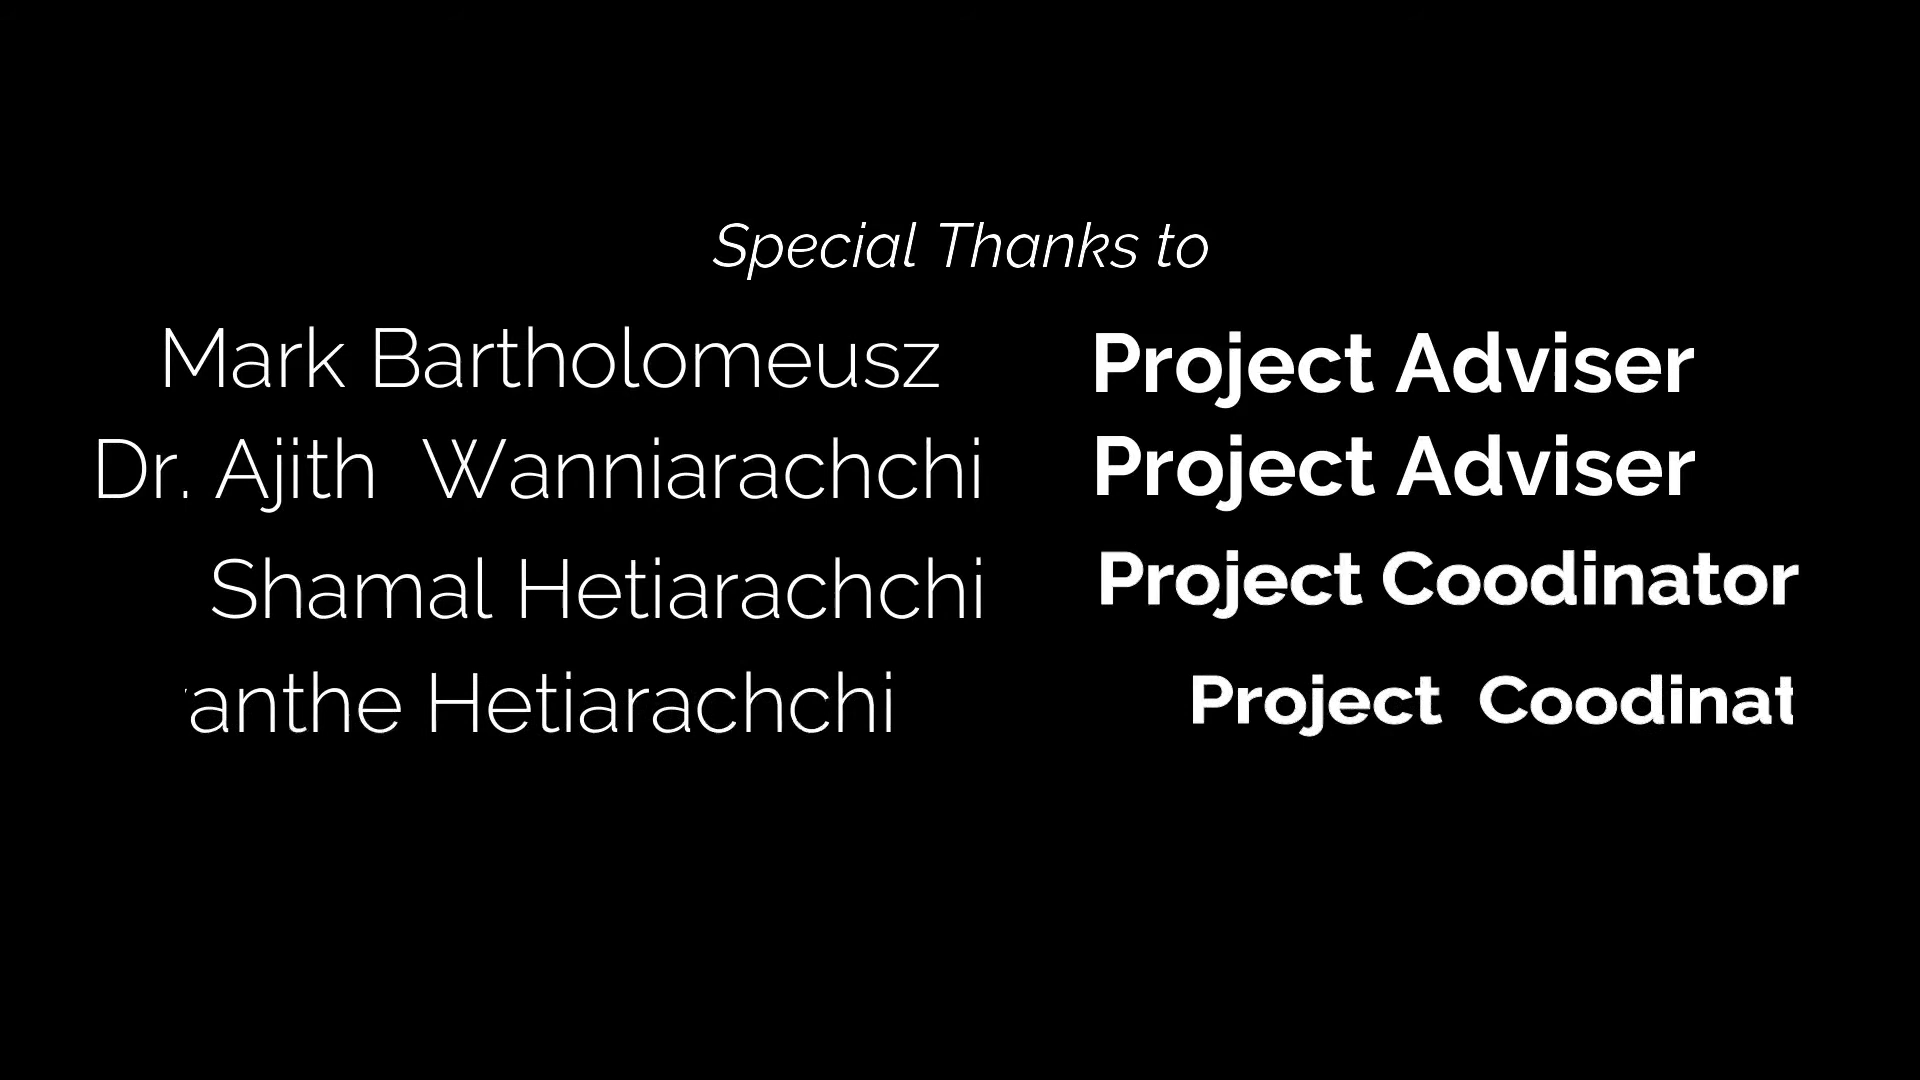 Special Thanks to
Mark Bartholomeusz Project Adviser
Dr. Ajith Wanniarachchi Project Adviser
Shamal Hetiarachchi Project Coodinator
anthe Hetiarachchi Project Coodinat